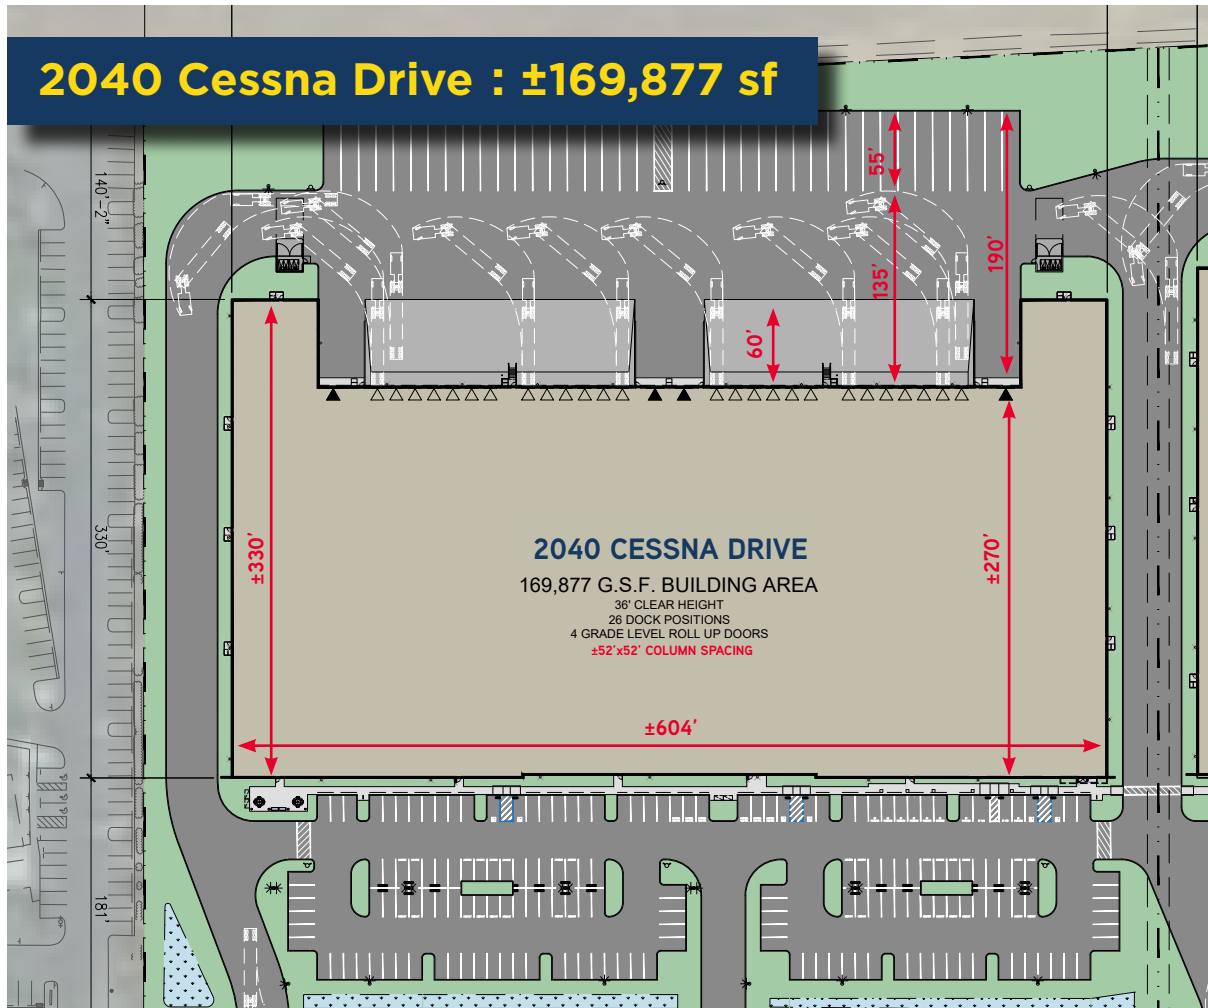 2040 Cessna Drive : ±169,877 sf
140'-2"
55'
135'
190'
60'
330'
±330'
±270'
2040 CESSNA DRIVE
169,877 G.S.F. BUILDING AREA
36' CLEAR HEIGHT
26 DOCK POSITIONS
4 GRADE LEVEL ROLL UP DOORS
±52'x52' COLUMN SPACING
±604'
181'